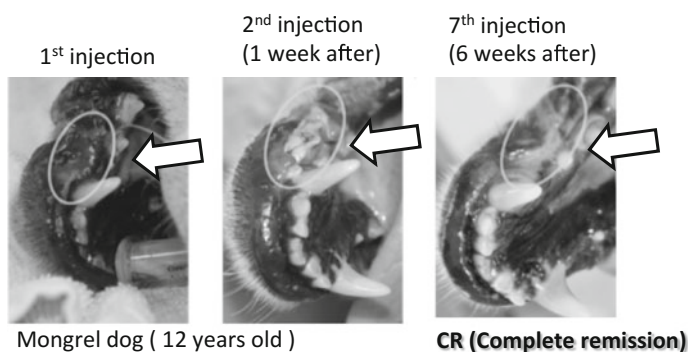 1st injection
2nd injection
(1 week after)
7th injection
(6 weeks after)
Mongrel dog ( 12 years old )
CR (Complete remission)